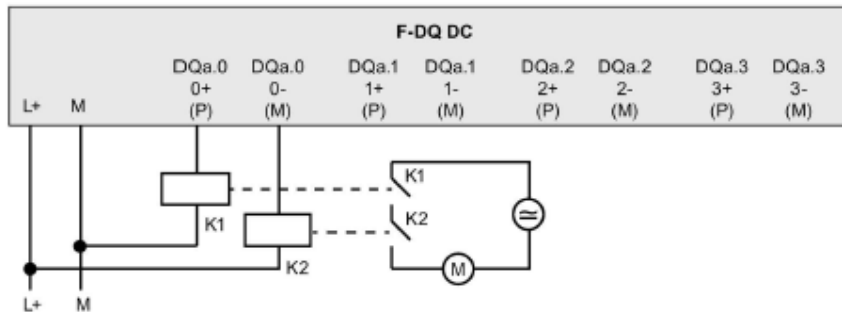 F-DQ DC
DQa.0 DQa.0 DQa.1 DQa.1 DQa.2 DQa.2 DQa.3 DQa.3
L+ M 0+ 0- 1+ 1- 2+ 2- 3+ 3-
(P) (M) (P) (M) (P) (M) (P) (M)
K1
K1
K2
K2
M
L+ M